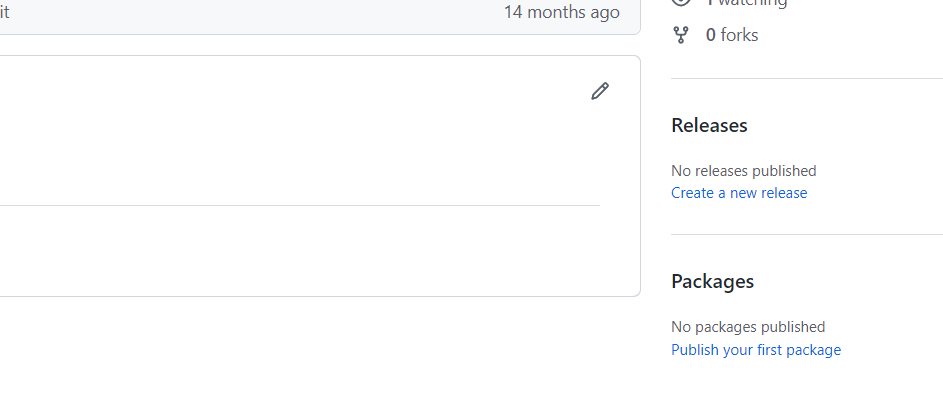 it 14 months ago
1 watching
0 forks
Releases
No releases published
Create a new release
Packages
No packages published
Publish your first package